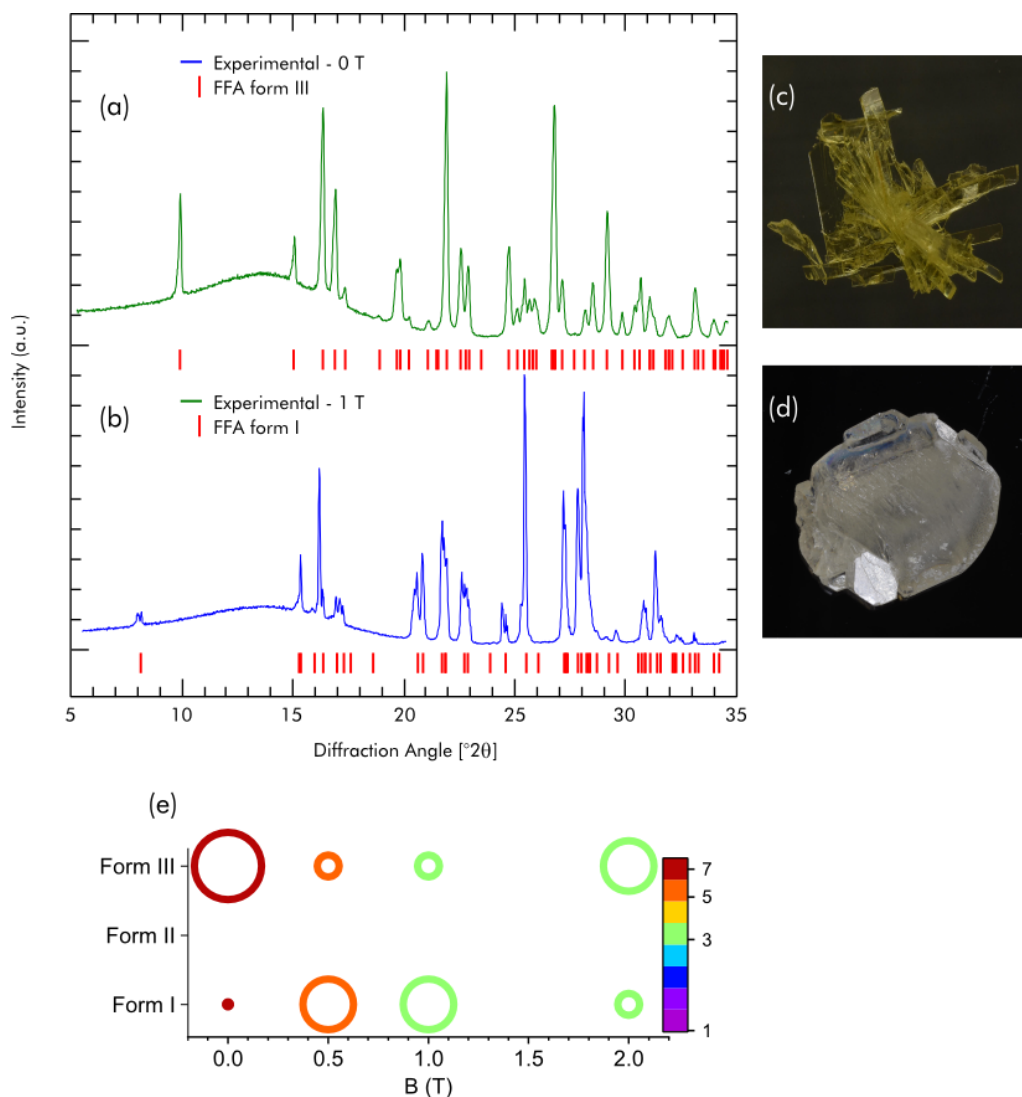 (a)
Experimental - 0 T
FFA form III
(b)
Experimental - 1 T
FFA form I
Intensity (a.u.)
5 10 15 20 25 30 35
Diffraction Angle [°2θ]
(c)
(d)
(e)
Form III
Form II
Form I
0.0 0.5 1.0 1.5 2.0
B (T)
7
5
3
1